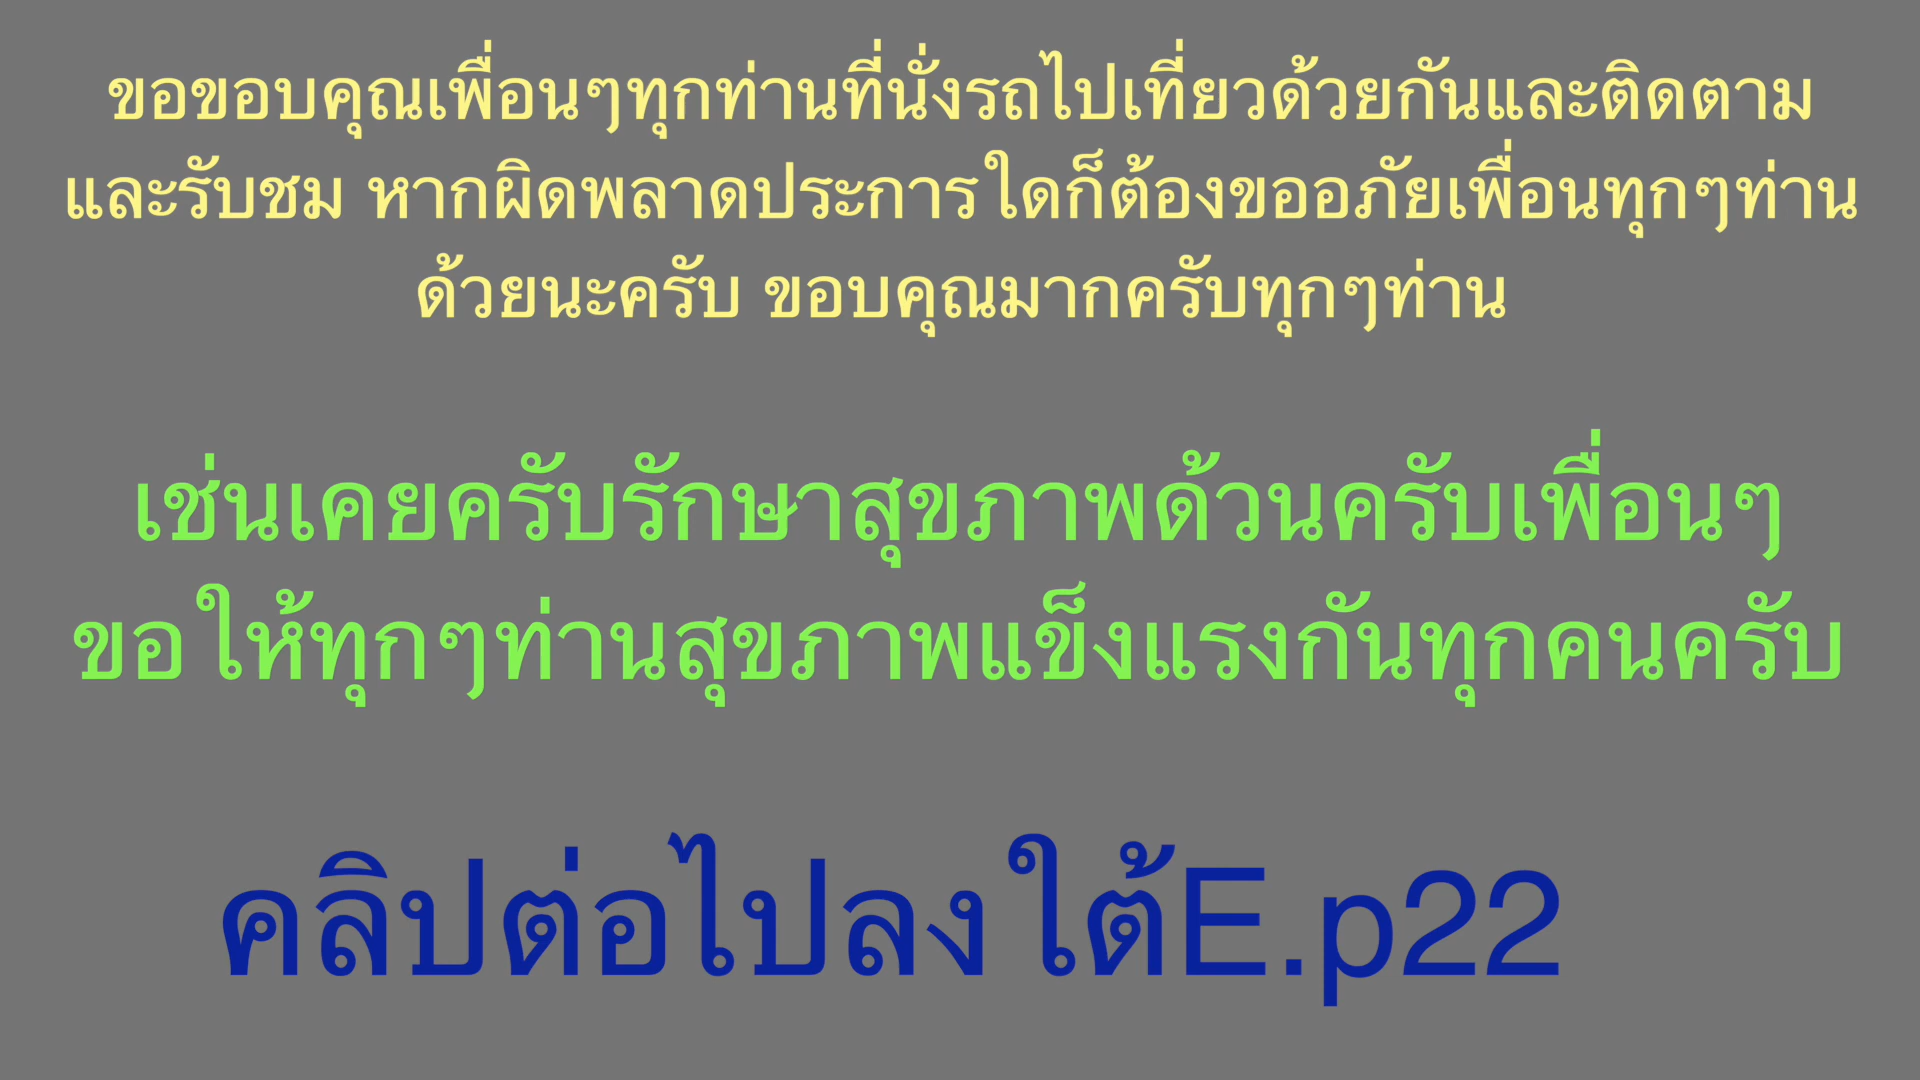 ขอขอบคุณเพื่อนๆทุกท่านที่นั่งรถไปเที่ยวด้วยกันและติดตาม
และรับชม หากผิดพลาดประการใดก็ต้องขออภัยเพื่อนทุกๆท่าน
ด้วยนะครับ ขอบคุณมากครับทุกๆท่าน
เช่นเคยครับรักษาสุขภาพด้วนครับเพื่อนๆ
ขอให้ทุกๆท่านสุขภาพแข็งแรงกันทุกคนครับ
คลิปต่อไปลงใต้E.p22